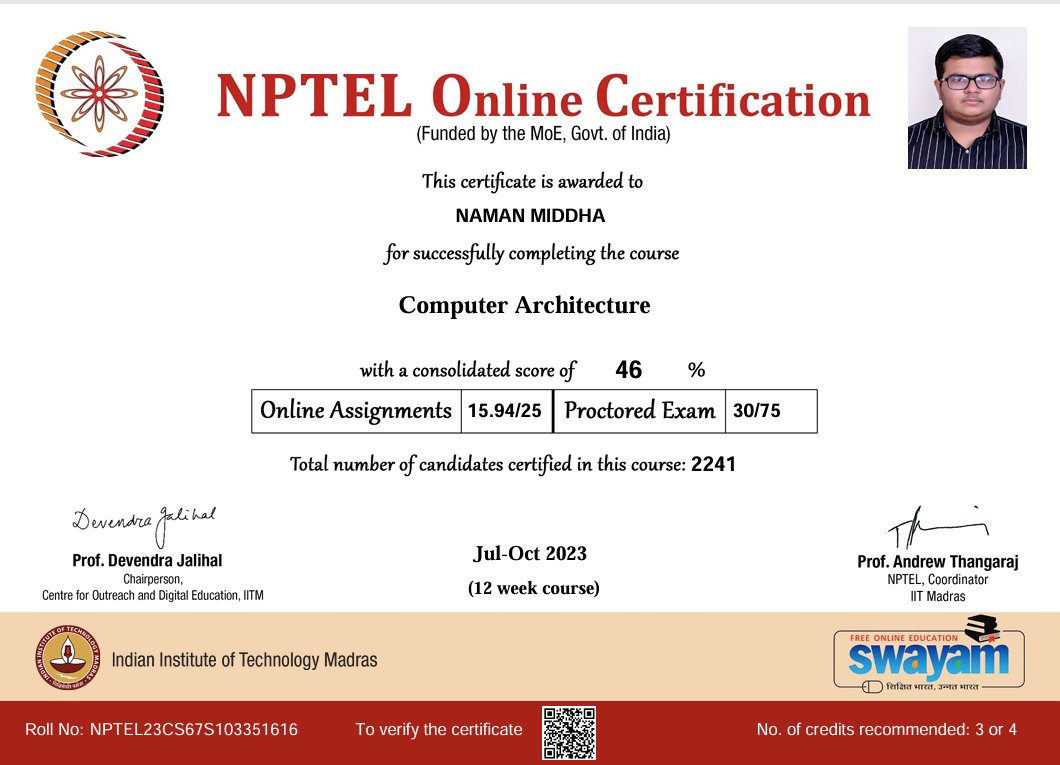 NPTEL Online Certification
(Funded by the MoE, Govt. of India)
This certificate is awarded to
NAMAN MIDDHA
for successfully completing the course
Computer Architecture
with a consolidated score of 46 %
Online Assignments 15.94/25 Proctored Exam 30/75
Total number of candidates certified in this course: 2241
Devendra Jalihal
Prof. Devendra Jalihal
Chairperson,
Centre for Outreach and Digital Education, IITM
Jul-Oct 2023
(12 week course)
Prof. Andrew Thangaraj
NPTEL, Coordinator
IIT Madras
INDIAN INSTITUTE OF TECHNOLOGY MADRAS
Indian Institute of Technology Madras
FREE ONLINE EDUCATION
swayam
शिक्षित भारत, उन्नत भारत
Roll No: NPTEL23CS67S103351616
To verify the certificate
No. of credits recommended: 3 or 4